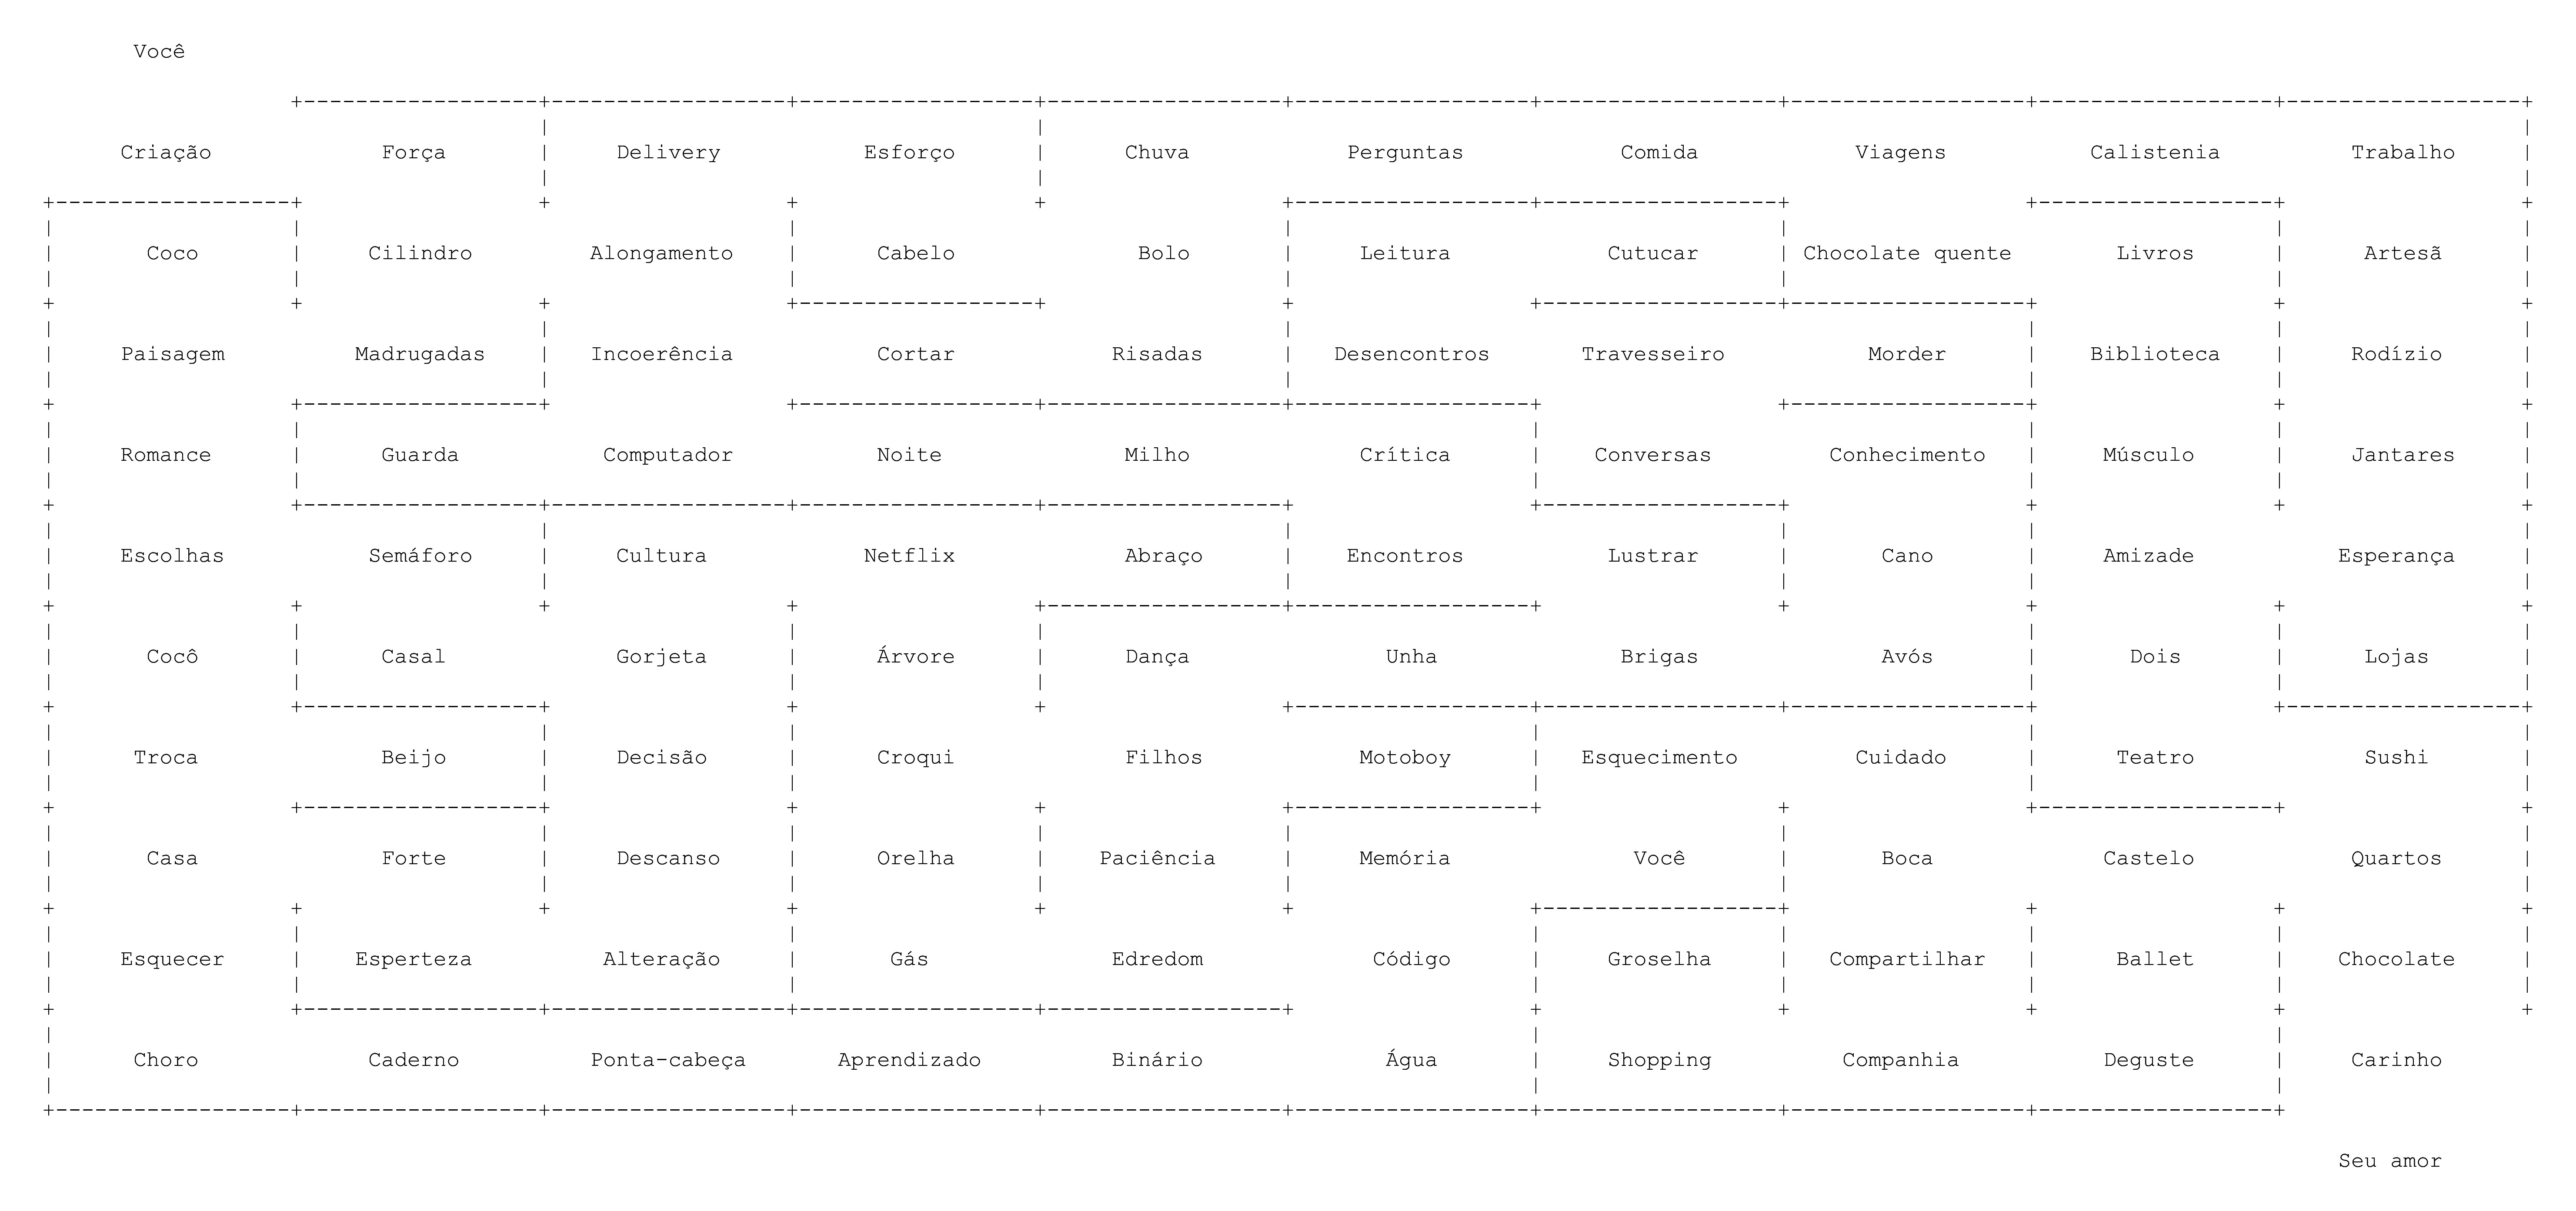 Você
Criação Força Delivery Esforço Chuva Perguntas Comida Viagens Calistenia Trabalho
Coco Cilindro Alongamento Cabelo Bolo Leitura Cutucar Chocolate quente Livros Artesã
Paisagem Madrugadas Incoerência Cortar Risadas Desencontros Travesseiro Morder Biblioteca Rodízio
Romance Guarda Computador Noite Milho Crítica Conversas Conhecimento Músculo Jantares
Escolhas Semáforo Cultura Netflix Abraço Encontros Lustrar Cano Amizade Esperança
Cocô Casal Gorjeta Árvore Dança Unha Brigas Avós Dois Lojas
Troca Beijo Decisão Croqui Filhos Motoboy Esquecimento Cuidado Teatro Sushi
Casa Forte Descanso Orelha Paciência Memória Você Boca Castelo Quartos
Esquecer Esperteza Alteração Gás Edredom Código Groselha Compartilhar Ballet Chocolate
Choro Caderno Ponta-cabeça Aprendizado Binário Água Shopping Companhia Deguste Carinho
Seu amor